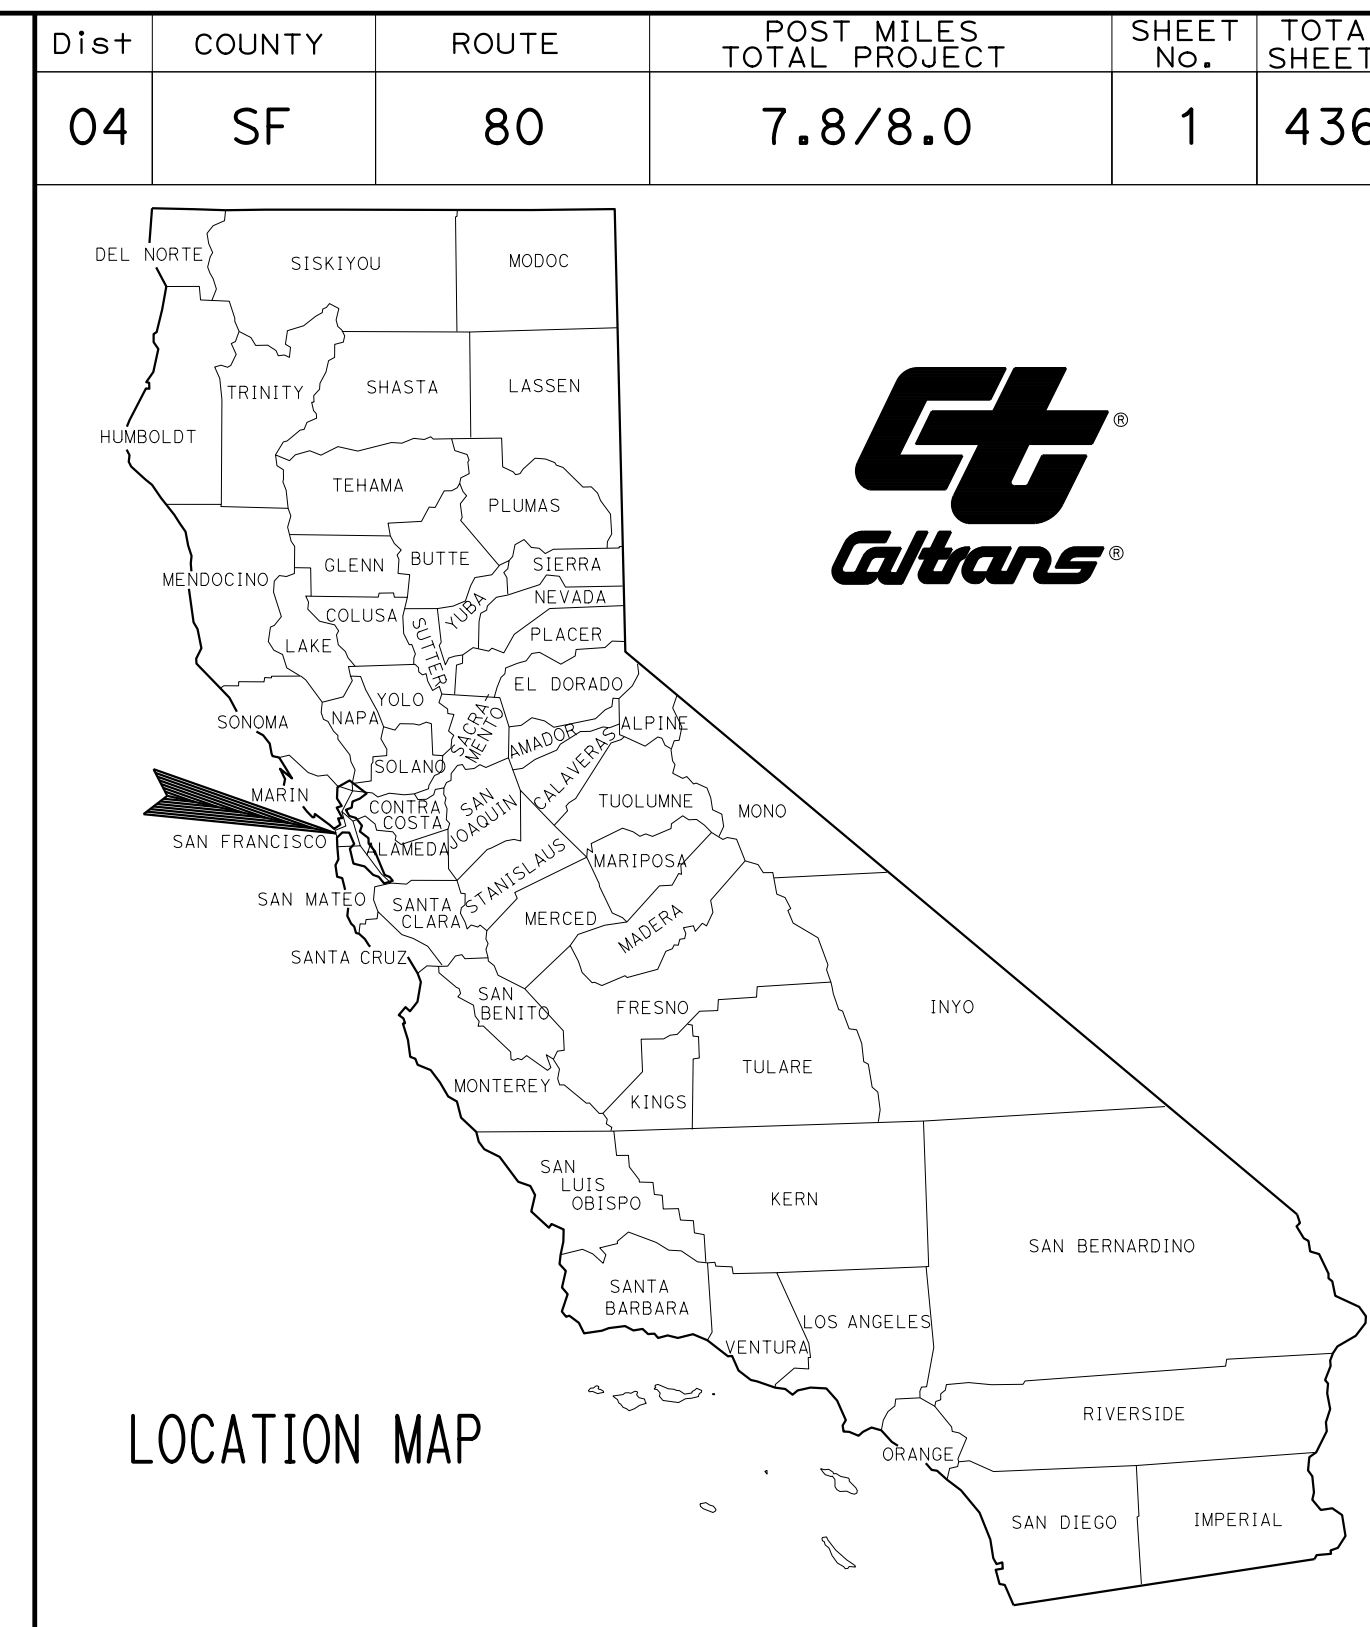 Dist COUNTY ROUTE POST MILES TOTAL PROJECT SHEET No. TOTA SHEET
04 SF 80 7.8/8.0 1 436
DEL NORTE
SISKIYOU
MODOC
TRINITY
SHASTA
LASSEN
HUMBOLDT
TEHAMA
PLUMAS
MENDOCINO
GLENN
BUTTE
SIERRA
NEVADA
YUBA
COLUSA
SUTTER
PLACER
LAKE
EL DORADO
YOLO
SONOMA
NAPA
SACRA-
MENTO
AMADOR
ALPINE
CALAVERAS
SOLANO
MARIN
CONTRA
COSTA
SAN
JOAQUIN
TUOLUMNE
MONO
SAN FRANCISCO
ALAMEDA
STANISLAUS
MARIPOSA
SAN MATEO
SANTA
CLARA
MERCED
MADERA
SANTA CRUZ
SAN
BENITO
FRESNO
INYO
TULARE
MONTEREY
KINGS
SAN
LUIS
OBISPO
KERN
SAN BERNARDINO
SANTA
BARBARA
VENTURA
LOS ANGELES
RIVERSIDE
ORANGE
SAN DIEGO
IMPERIAL
Ct ®
Caltrans ®
LOCATION MAP